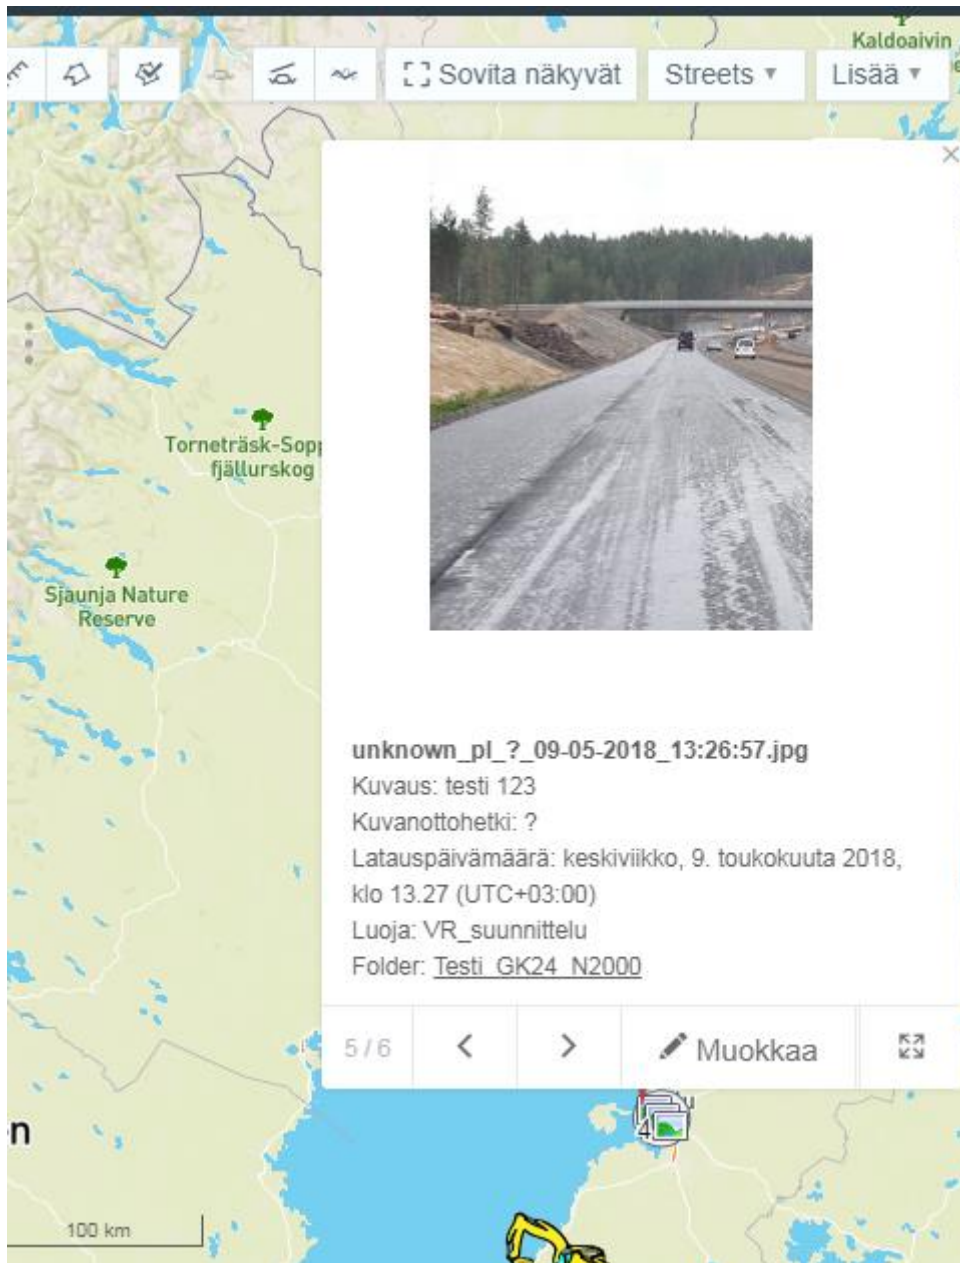 Kaldoaivin
Sovita näkyvät
Streets
Lisää
Torneträsk-Sopp
fjällurskog
Sjaunja Nature
Reserve
unknown_pl_?_09-05-2018_13:26:57.jpg
Kuvaus: testi 123
Kuvanottohetki: ?
Latauspäivämäärä: keskiviikko, 9. toukokuuta 2018,
klo 13.27 (UTC+03:00)
Luoja: VR_suunnittelu
Folder: Testi_GK24_N2000
5 / 6
Muokkaa
4
n
100 km